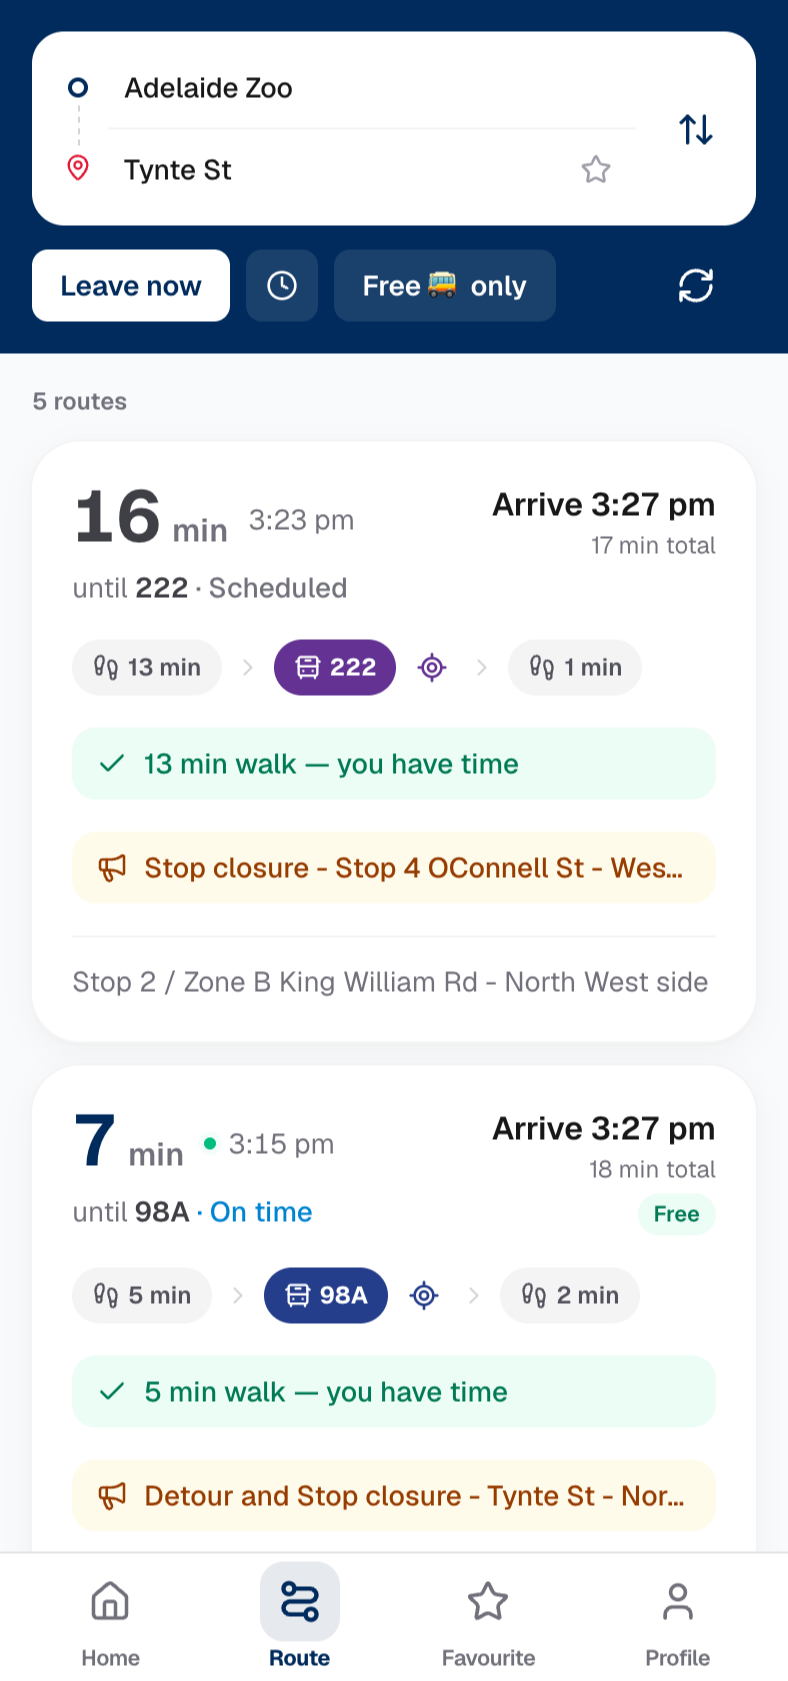 Adelaide Zoo
Tynte St
Leave now
Free 🚌 only
5 routes
16 min 3:23 pm
Arrive 3:27 pm
17 min total
until 222 · Scheduled
13 min
222
1 min
13 min walk — you have time
Stop closure - Stop 4 OConnell St - Wes...
Stop 2 / Zone B King William Rd - North West side
7 min 3:15 pm
Arrive 3:27 pm
18 min total
until 98A · On time
Free
5 min
98A
2 min
5 min walk — you have time
Detour and Stop closure - Tynte St - Nor...
Home
Route
Favourite
Profile